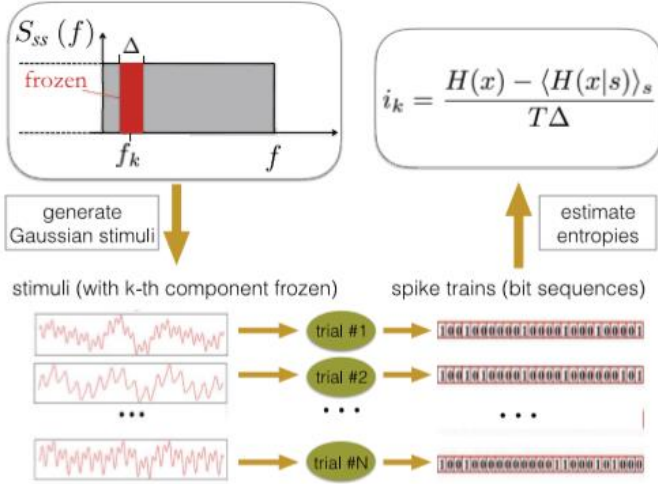 S_ss (f)
Δ
frozen
f_k
f
i_k = (H(x) − ⟨H(x|s)⟩_s) / (TΔ)
generate
Gaussian stimuli
estimate
entropies
stimuli (with k-th component frozen)
spike trains (bit sequences)
trial #1
trial #2
1001010000100001000000101
...
...
...
trial #N